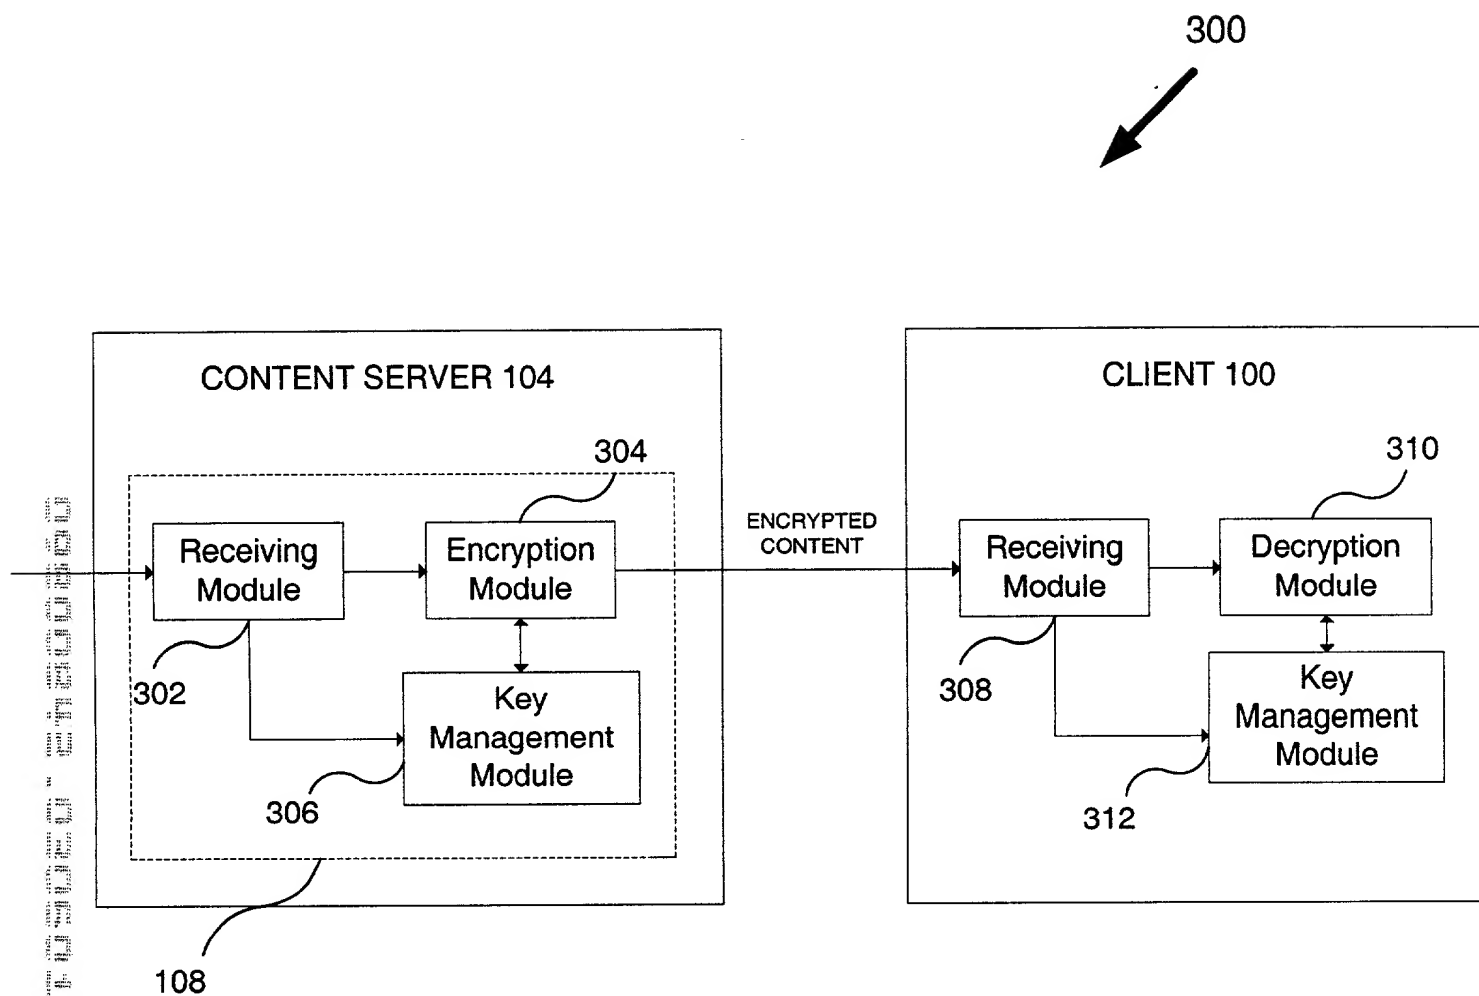 300
CONTENT SERVER 104
CLIENT 100
304
310
Receiving
Module
Encryption
Module
ENCRYPTED
CONTENT
Receiving
Module
Decryption
Module
302
308
Key
Management
Module
Key
Management
Module
306
312
108